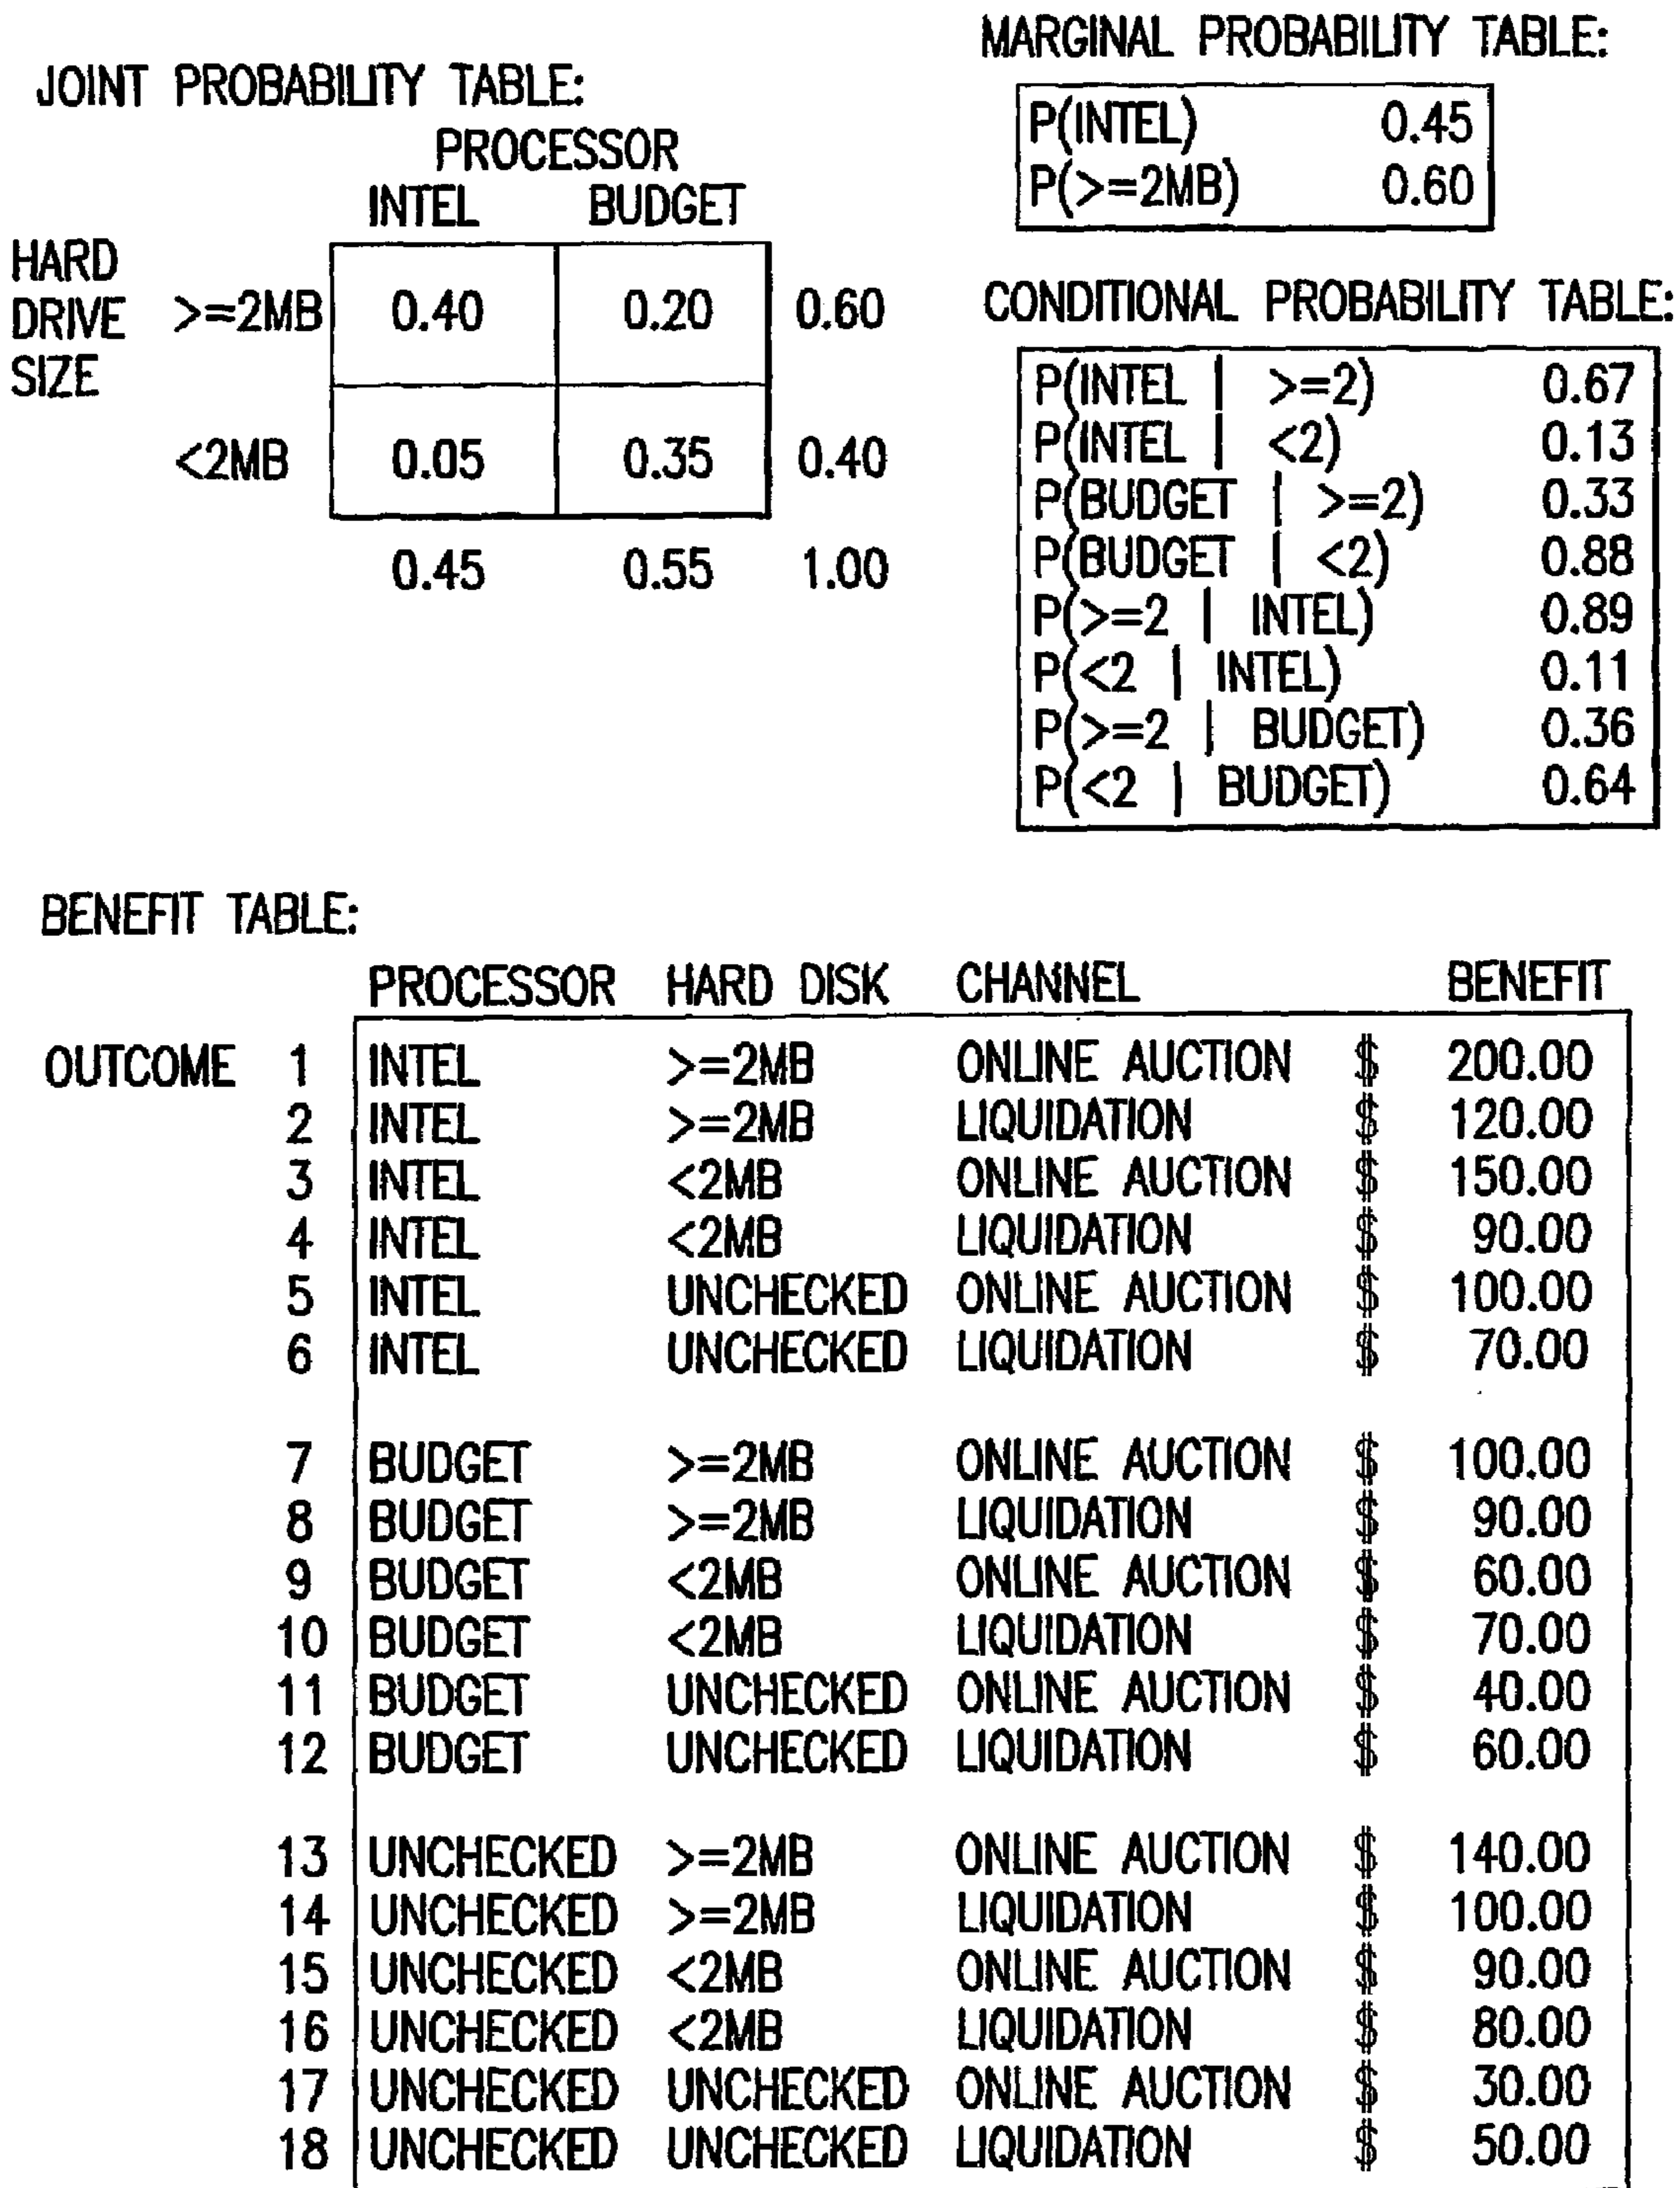 JOINT PROBABILITY TABLE:
PROCESSOR
INTEL BUDGET
HARD
DRIVE >=2MB 0.40 0.20 0.60
SIZE
<2MB 0.05 0.35 0.40
0.45 0.55 1.00
MARGINAL PROBABILITY TABLE:
P(INTEL) 0.45
P(>=2MB) 0.60
CONDITIONAL PROBABILITY TABLE:
P(INTEL | >=2) 0.67
P(INTEL | <2) 0.13
P(BUDGET | >=2) 0.33
P(BUDGET | <2) 0.88
P(>=2 | INTEL) 0.89
P(<2 | INTEL) 0.11
P(>=2 | BUDGET) 0.36
P(<2 | BUDGET) 0.64
BENEFIT TABLE:
PROCESSOR HARD DISK CHANNEL BENEFIT
OUTCOME 1 INTEL >=2MB ONLINE AUCTION $ 200.00
2 INTEL >=2MB LIQUIDATION $ 120.00
3 INTEL <2MB ONLINE AUCTION $ 150.00
4 INTEL <2MB LIQUIDATION $ 90.00
5 INTEL UNCHECKED ONLINE AUCTION $ 100.00
6 INTEL UNCHECKED LIQUIDATION $ 70.00
7 BUDGET >=2MB ONLINE AUCTION $ 100.00
8 BUDGET >=2MB LIQUIDATION $ 90.00
9 BUDGET <2MB ONLINE AUCTION $ 60.00
10 BUDGET <2MB LIQUIDATION $ 70.00
11 BUDGET UNCHECKED ONLINE AUCTION $ 40.00
12 BUDGET UNCHECKED LIQUIDATION $ 60.00
13 UNCHECKED >=2MB ONLINE AUCTION $ 140.00
14 UNCHECKED >=2MB LIQUIDATION $ 100.00
15 UNCHECKED <2MB ONLINE AUCTION $ 90.00
16 UNCHECKED <2MB LIQUIDATION $ 80.00
17 UNCHECKED UNCHECKED ONLINE AUCTION $ 30.00
18 UNCHECKED UNCHECKED LIQUIDATION $ 50.00